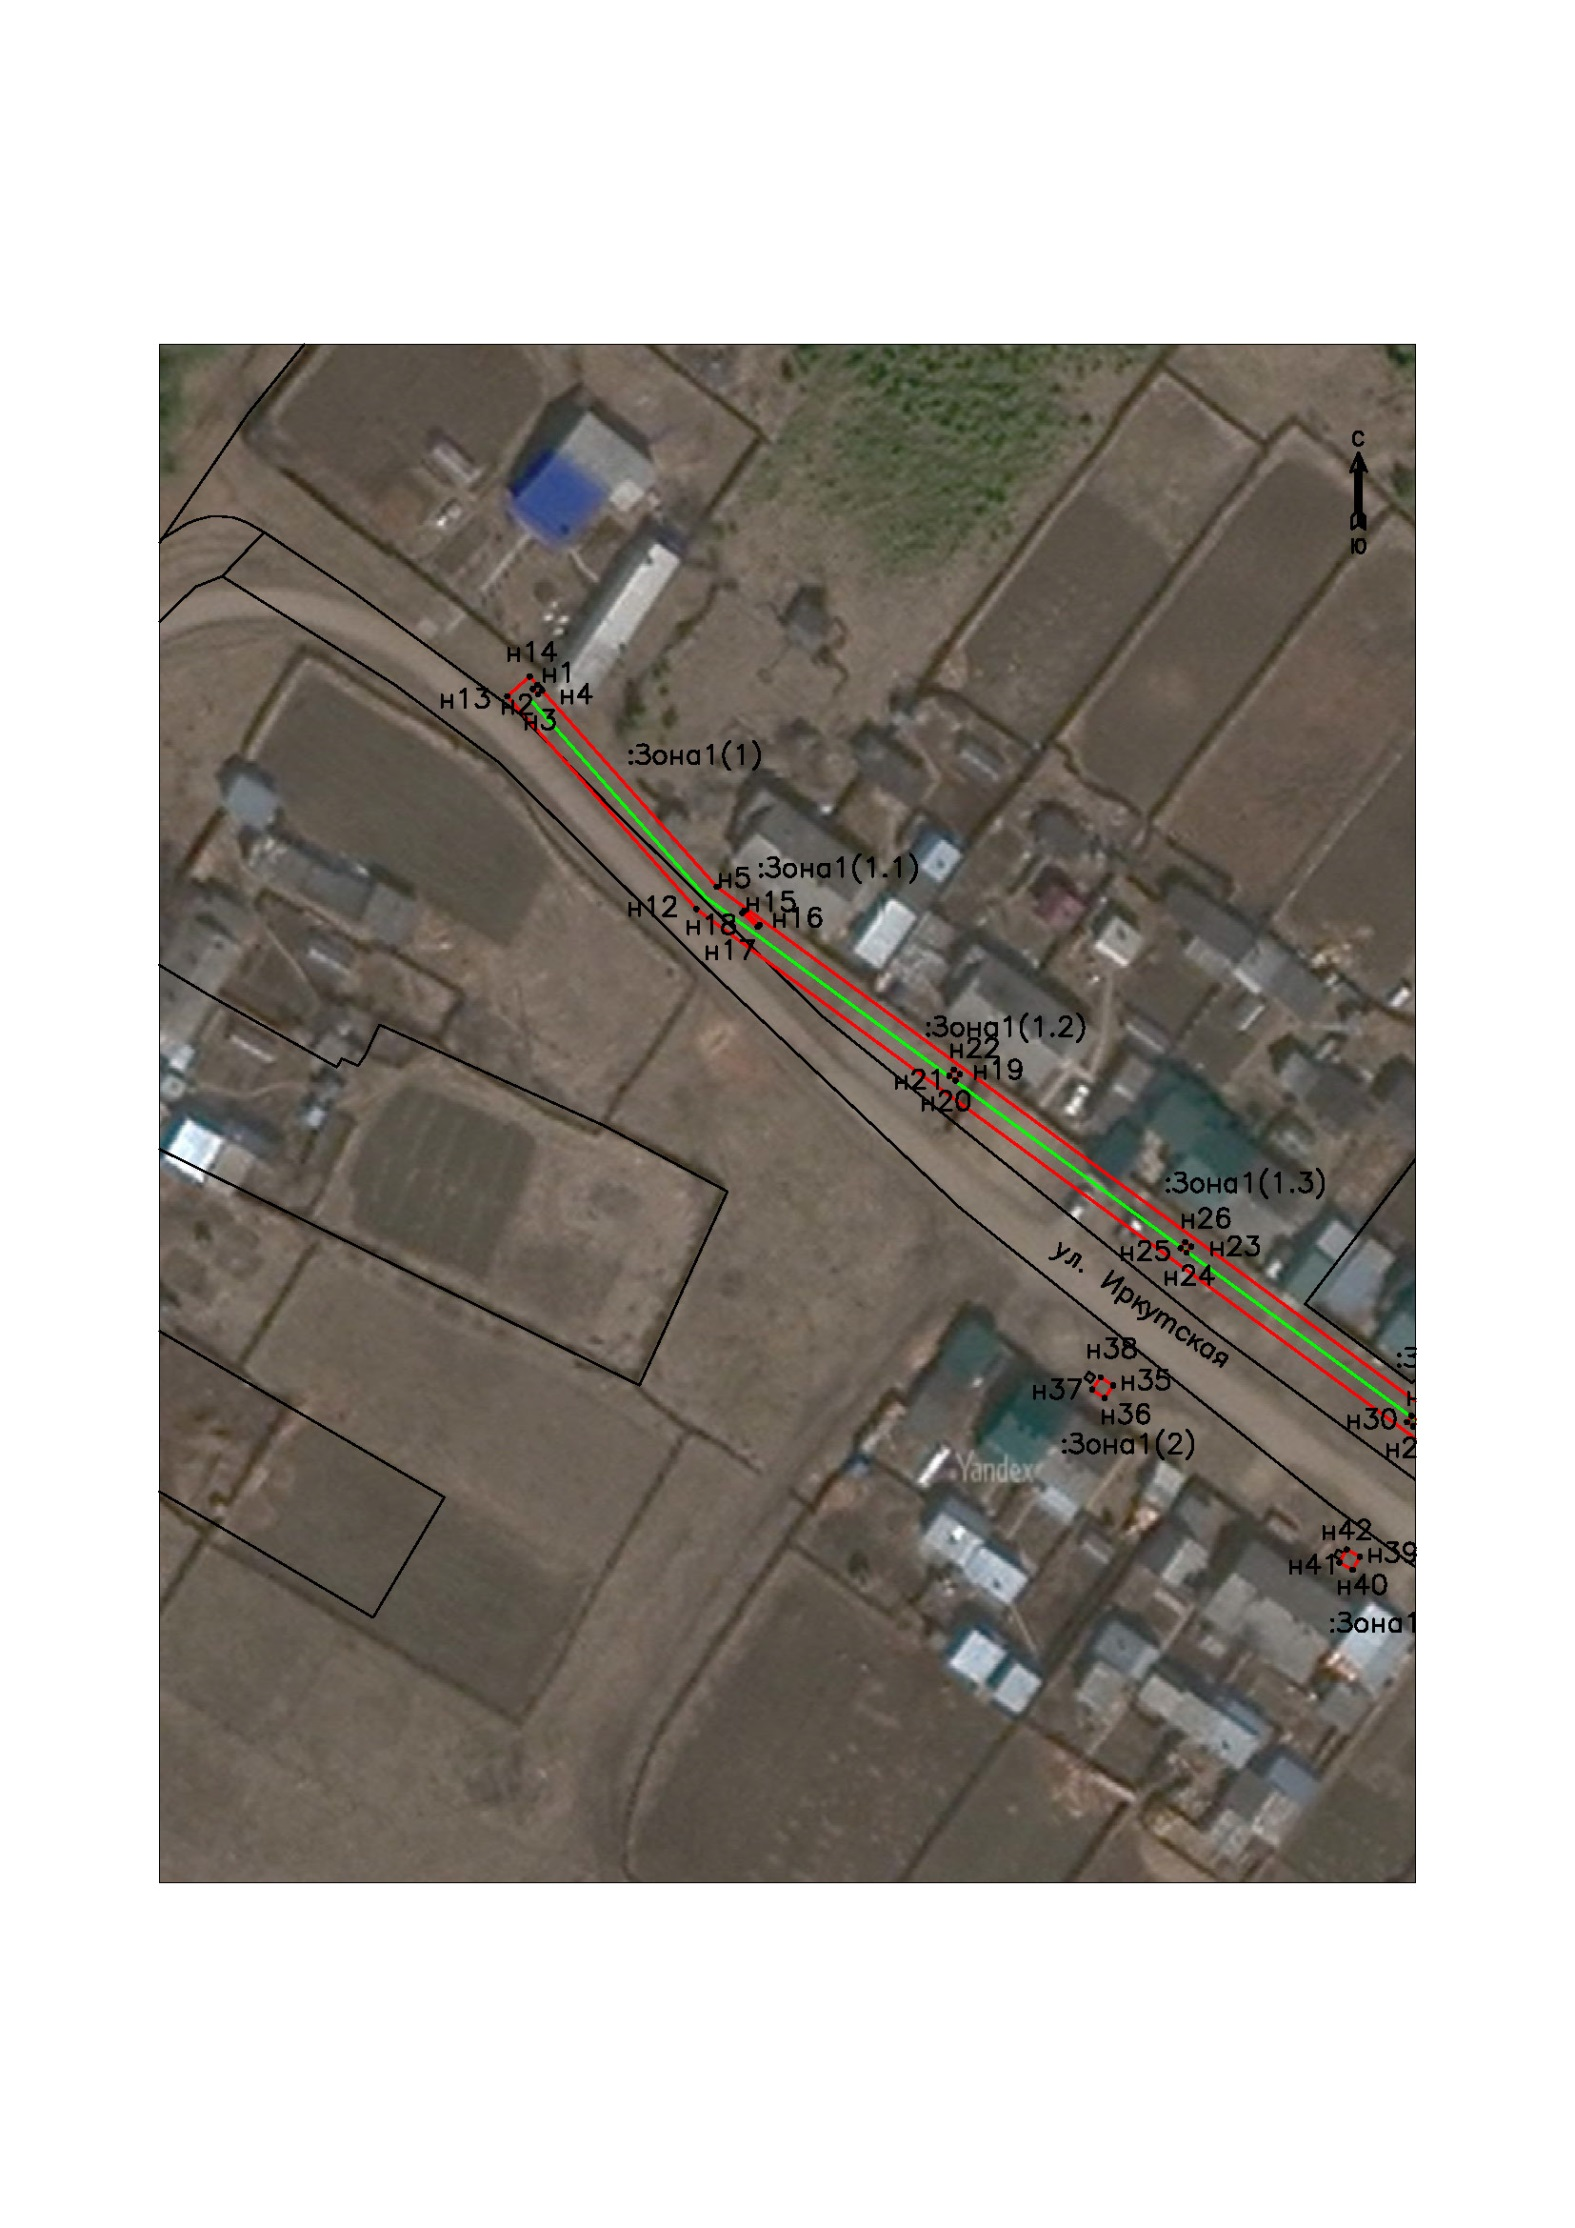 С
Ю
н14
н1
н13
н2
н4
н3
:Зона1(1)
:Зона1(1.1)
н5
н15
н12
н18
н16
н17
:Зона1(1.2)
н22
н21
н19
н20
:Зона1(1.3)
н26
н25
н23
н24
ул. Иркутская
н38
н37
н35
н36
:Зона1(2)
н30
Yandex
н42
н41
н39
н40
:Зона1